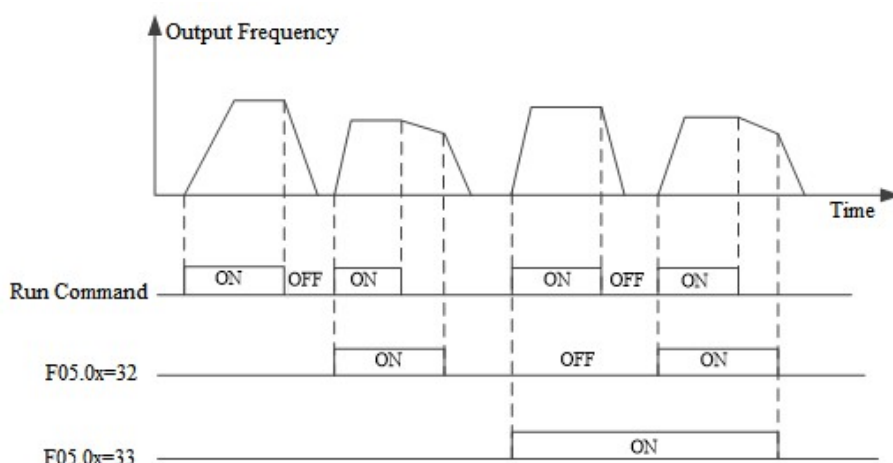 Output Frequency
Time
Run Command ON OFF ON ON OFF ON
F05.0x=32 ON OFF ON
F05.0x=33 ON